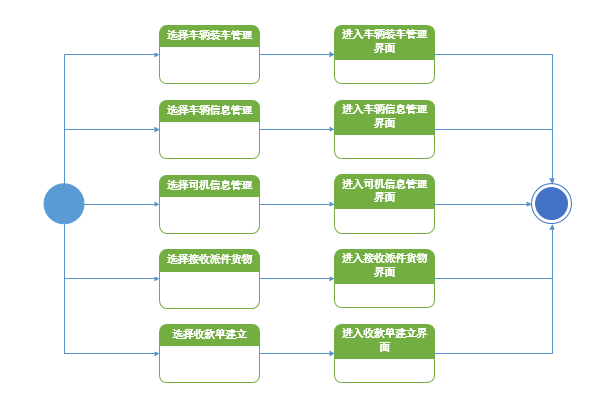 选择车辆装车管理
进入车辆装车管理
界面
选择车辆信息管理
进入车辆信息管理
界面
选择司机信息管理
进入司机信息管理
界面
选择接收派件货物
进入接收派件货物
界面
选择收款单建立
进入收款单建立界
面